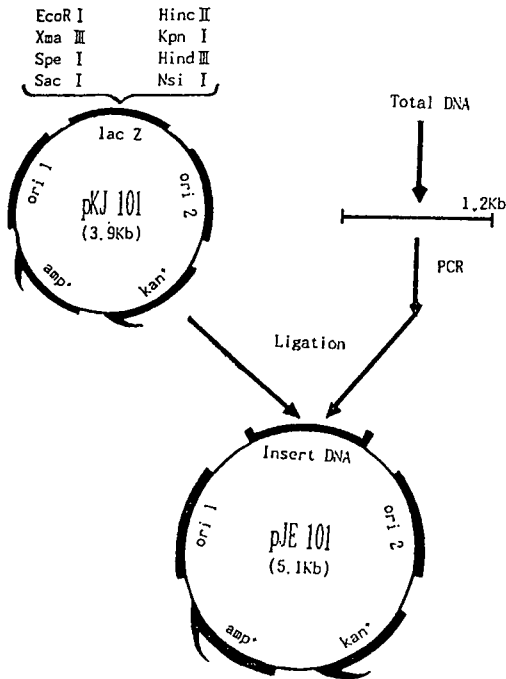 EcoR I Hinc II
Xma III Kpn I
Spe I Hind III
Sac I Nsi I
lac 2
ori 1
ori 2
pKJ 101
(3.9Kb)
amp.
kan.
Total DNA
1.2Kb
PCR
Ligation
Insert DNA
ori 1
ori 2
pJE 101
(5.1Kb)
amp.
kan.